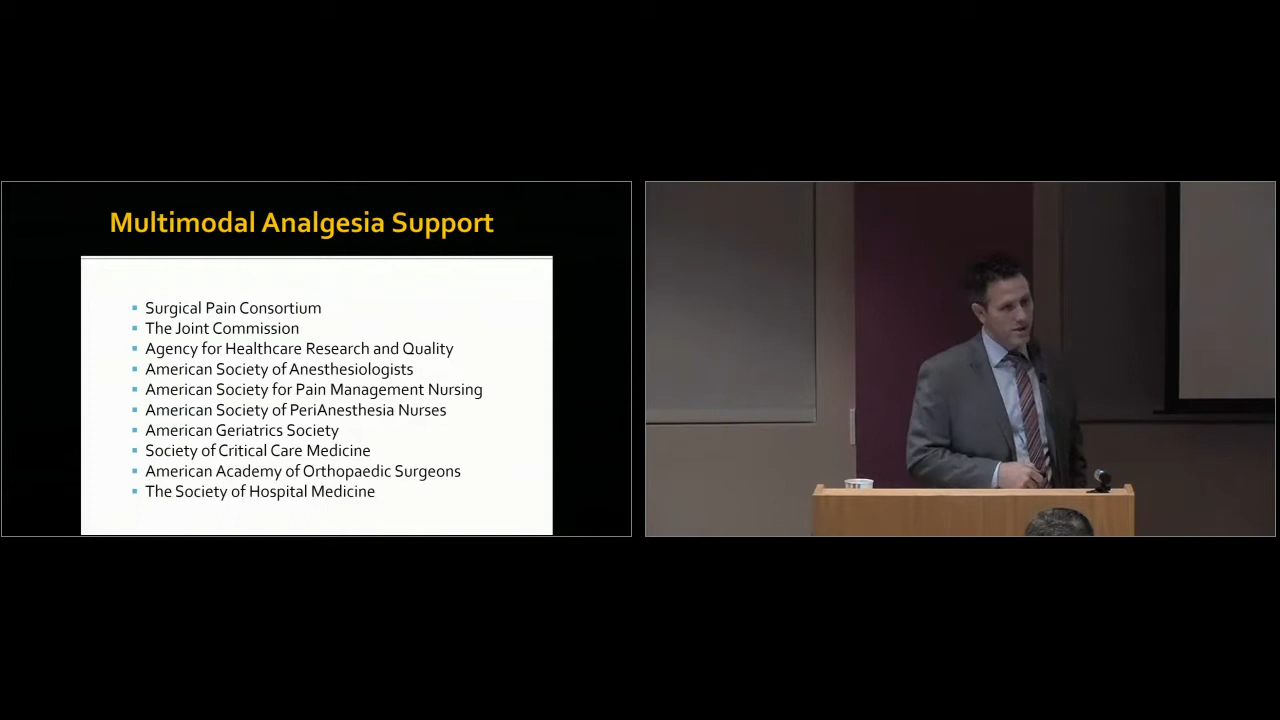 Multimodal Analgesia Support
Surgical Pain Consortium
The Joint Commission
Agency for Healthcare Research and Quality
American Society of Anesthesiologists
American Society for Pain Management Nursing
American Society of PeriAnesthesia Nurses
American Geriatrics Society
Society of Critical Care Medicine
American Academy of Orthopaedic Surgeons
The Society of Hospital Medicine